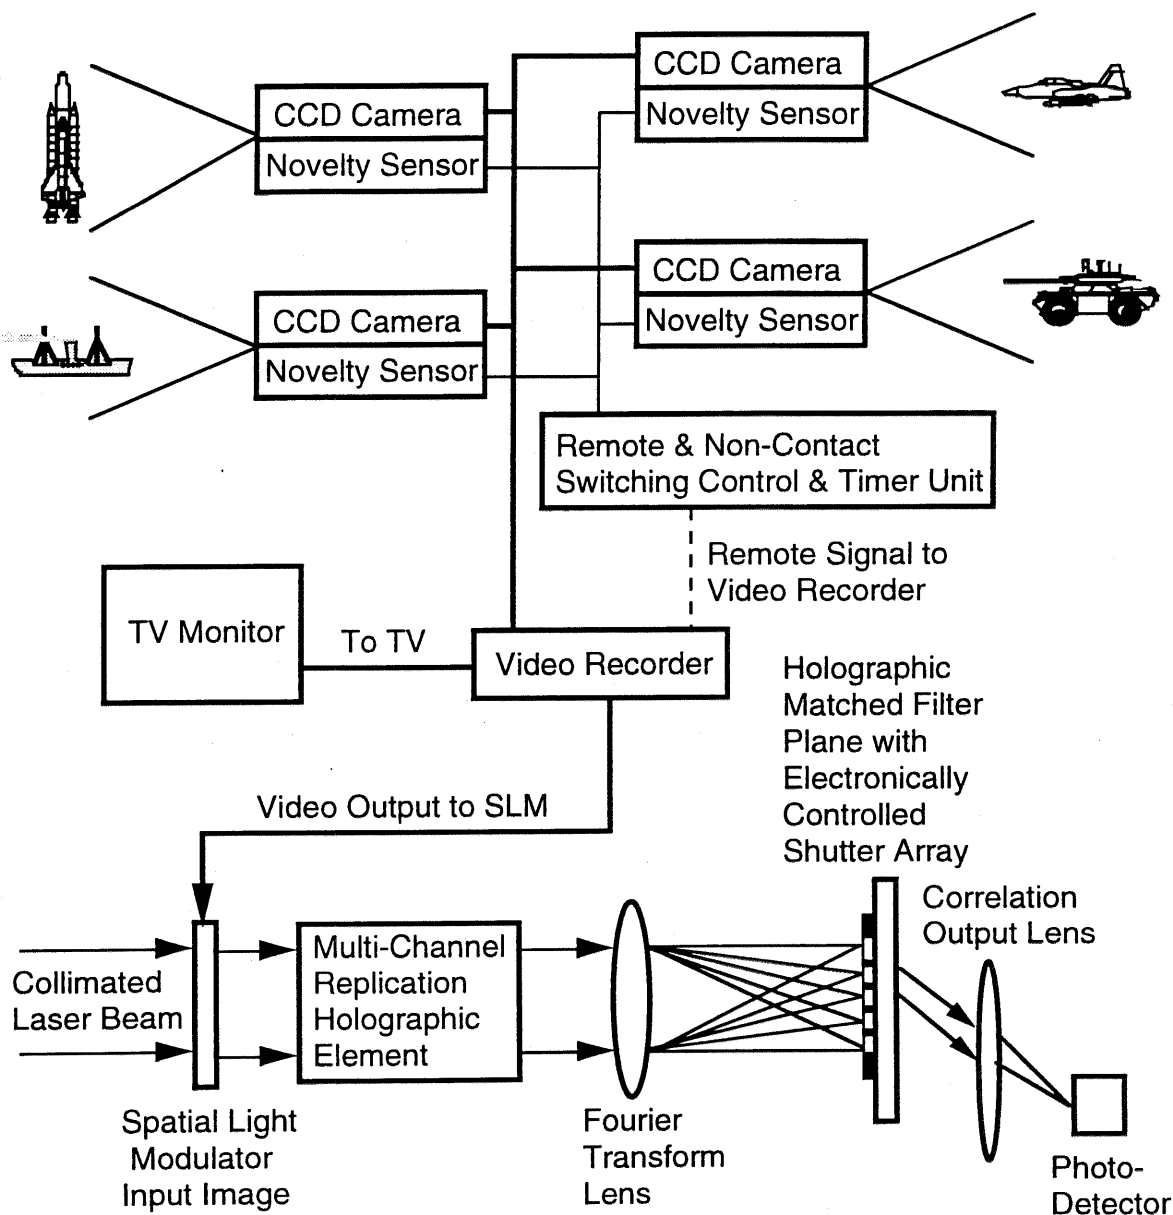 CCD Camera
Novelty Sensor
CCD Camera
Novelty Sensor
CCD Camera
Novelty Sensor
CCD Camera
Novelty Sensor
Remote & Non-Contact
Switching Control & Timer Unit
Remote Signal to
Video Recorder
TV Monitor
To TV
Video Recorder
Holographic
Matched Filter
Plane with
Electronically
Controlled
Shutter Array
Video Output to SLM
Correlation
Output Lens
Collimated
Laser Beam
Multi-Channel
Replication
Holographic
Element
Spatial Light
Modulator
Input Image
Fourier
Transform
Lens
Photo-
Detector